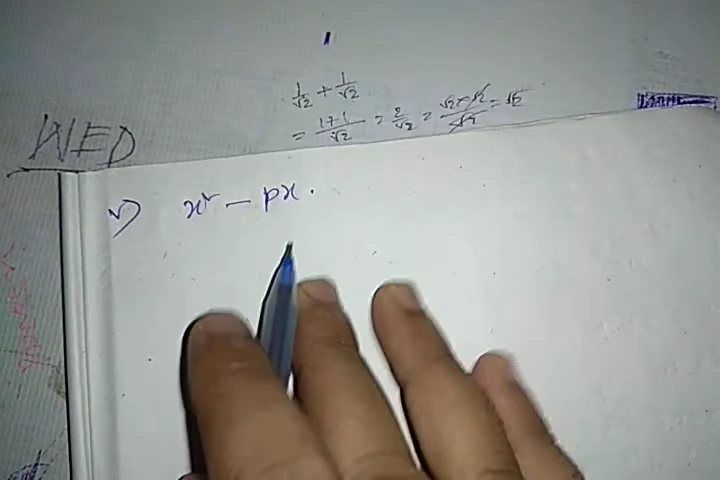 1/√2 + 1/√2
= 1+1/√2 = 2/√2 = √2×√2/√2 = √2
WED
v) x² - px.